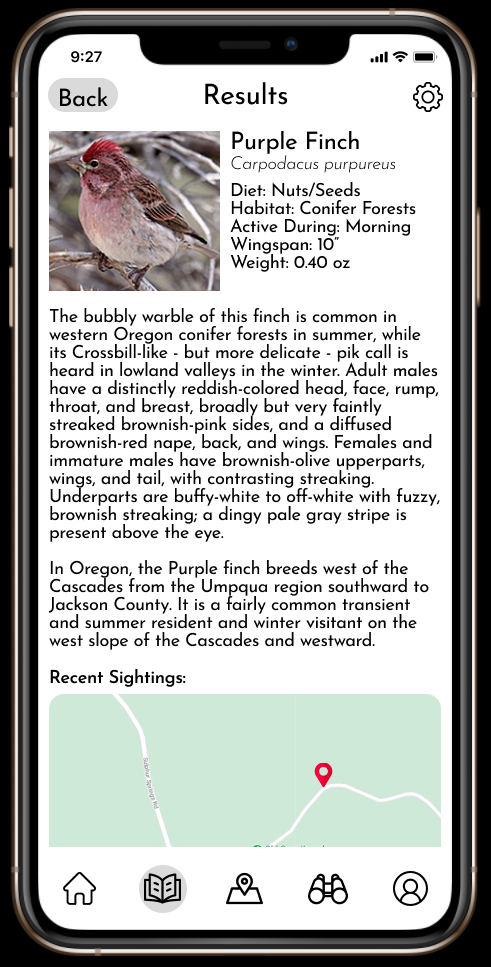 9:27
Back
Results
Purple Finch
Carpodacus purpureus
Diet: Nuts/Seeds
Habitat: Conifer Forests
Active During: Morning
Wingspan: 10”
Weight: 0.40 oz
The bubbly warble of this finch is common in
western Oregon conifer forests in summer, while
its Crossbill-like - but more delicate - pik call is
heard in lowland valleys in the winter. Adult males
have a distinctly reddish-colored head, face, rump,
throat, and breast, broadly but very faintly
streaked brownish-pink sides, and a diffused
brownish-red nape, back, and wings. Females and
immature males have brownish-olive upperparts,
wings, and tail, with contrasting streaking.
Underparts are buffy-white to off-white with fuzzy,
brownish streaking; a dingy pale gray stripe is
present above the eye.
In Oregon, the Purple finch breeds west of the
Cascades from the Umpqua region southward to
Jackson County. It is a fairly common transient
and summer resident and winter visitant on the
west slope of the Cascades and westward.
Recent Sightings:
Sulphur Springs Rd